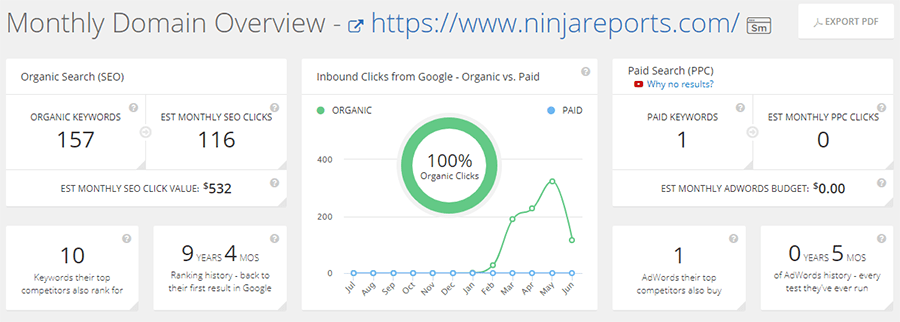 Monthly Domain Overview - https://www.ninjareports.com/ Sm
EXPORT PDF
Organic Search (SEO)
ORGANIC KEYWORDS
157
EST MONTHLY SEO CLICKS
116
EST MONTHLY SEO CLICK VALUE: $532
10
Keywords their top
competitors also rank for
9 YEARS 4 MOS
Ranking history - back to
their first result in Google
Inbound Clicks from Google - Organic vs. Paid
ORGANIC
PAID
100%
Organic Clicks
400
200
0
Jul Aug Sep Oct Nov Dec Jan Feb Mar Apr May Jun
Paid Search (PPC)
Why no results?
PAID KEYWORDS
1
EST MONTHLY PPC CLICKS
0
EST MONTHLY ADWORDS BUDGET: $0.00
1
AdWords their top
competitors also buy
0 YEARS 5 MOS
of AdWords history - every
test they've ever run